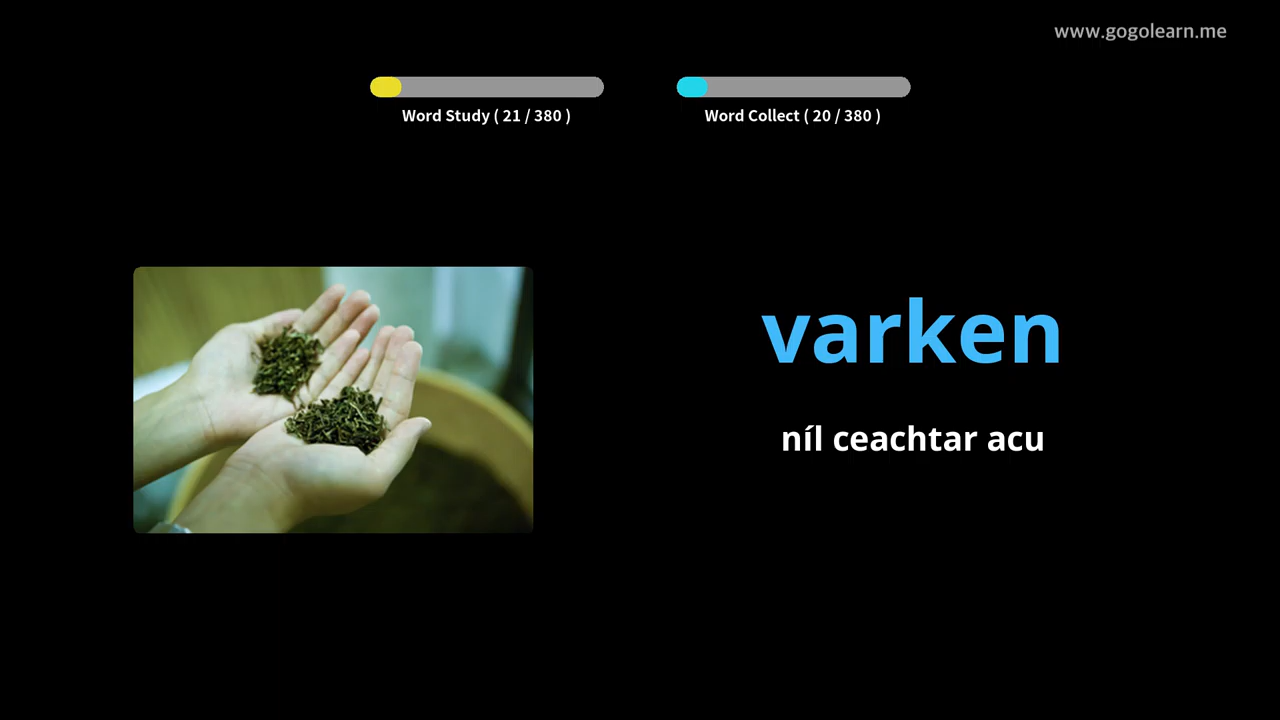 www.gogolearn.me
Word Study ( 21 / 380 )
Word Collect ( 20 / 380 )
varken
níl ceachtar acu